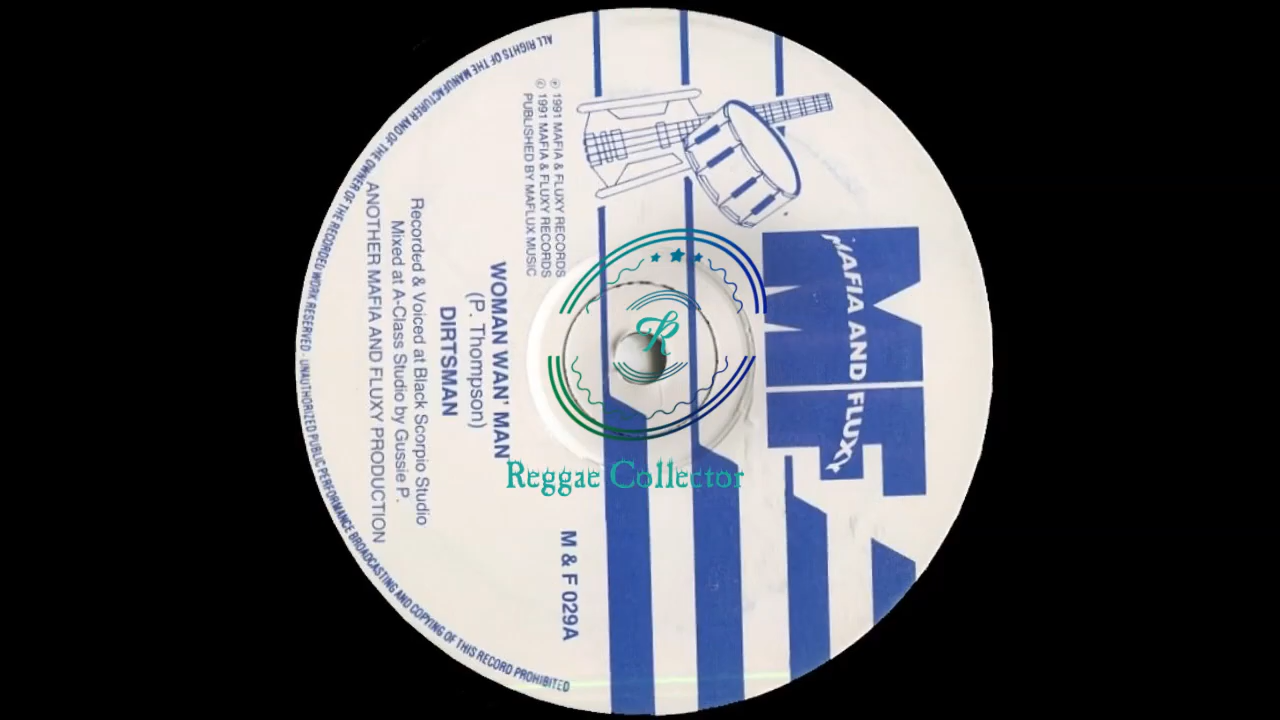 MAFIA AND FLUXY
MF
℗ 1991 MAFIA & FLUXY RECORDS
© 1991 MAFIA & FLUXY RECORDS
PUBLISHED BY MAFLUX MUSIC
M & F 029A
WOMAN WAN' MAN
(P. Thompson)
DIRTSMAN
Recorded & Voiced at Black Scorpio Studio
Mixed at A-Class Studio by Gussie P.
ANOTHER MAFIA AND FLUXY PRODUCTION
ALL RIGHTS OF THE MANUFACTURER AND OF THE OWNER OF THE RECORDED WORK RESERVED - UNAUTHORIZED PUBLIC PERFORMANCE BROADCASTING AND COPYING OF THIS RECORD PROHIBITED
R
Reggae Collector